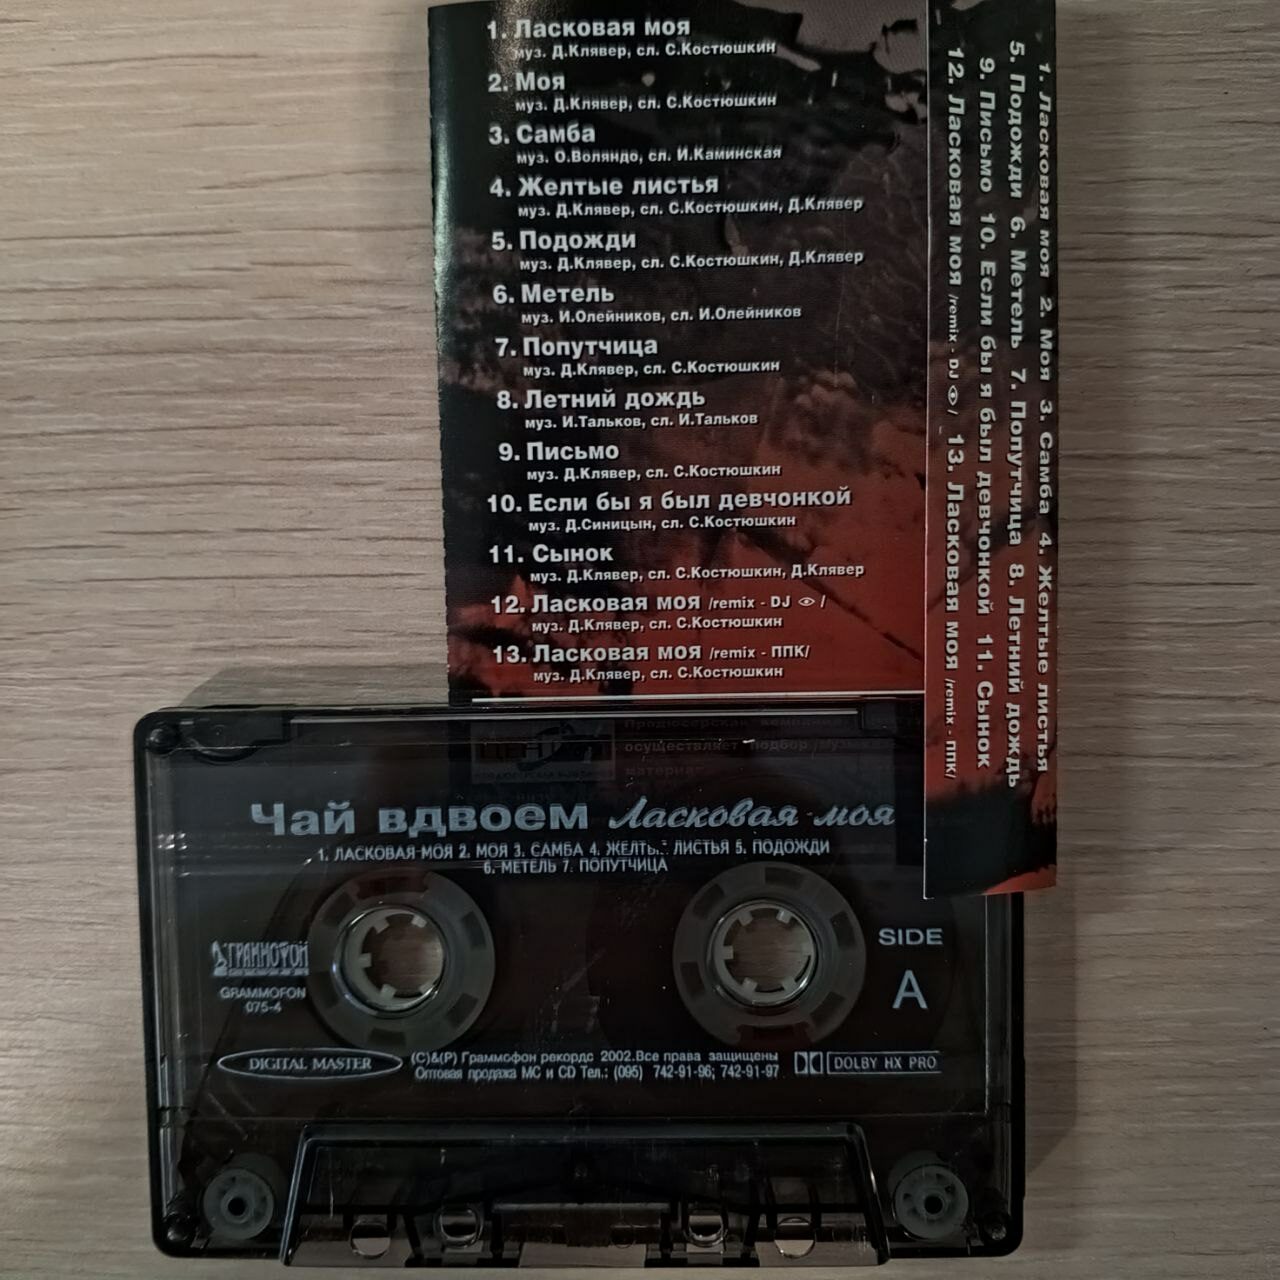 1. Ласковая моя
муз. Д.Клявер, сл. С.Костюшкин
2. Моя
муз. Д.Клявер, сл. С.Костюшкин
3. Самба
муз. О.Воляндо, сл. И.Каминская
4. Желтые листья
муз. Д.Клявер, сл. С.Костюшкин, Д.Клявер
5. Подожди
муз. Д.Клявер, сл. С.Костюшкин, Д.Клявер
6. Метель
муз. И.Олейников, сл. И.Олейников
7. Попутчица
муз. Д.Клявер, сл. С.Костюшкин
8. Летний дождь
муз. И.Тальков, сл. И.Тальков
9. Письмо
муз. Д.Клявер, сл. С.Костюшкин
10. Если бы я был девчонкой
муз. Д.Синицын, сл. С.Костюшкин
11. Сынок
муз. Д.Клявер, сл. С.Костюшкин, Д.Клявер
12. Ласковая моя /remix - DJ 👁 /
муз. Д.Клявер, сл. С.Костюшкин
13. Ласковая моя /remix - ППК/
муз. Д.Клявер, сл. С.Костюшкин
1. Ласковая моя 2. Моя 3. Самба 4. Желтые листья
5. Подожди 6. Метель 7. Попутчица 8. Летний дождь
9. Письмо 10. Если бы я был девчонкой 11. Сынок
12. Ласковая моя /remix - DJ 👁 / 13. Ласковая моя /remix - ППК/
осуществляет подбор
Чай вдвоем Ласковая моя
1. ЛАСКОВАЯ МОЯ 2. МОЯ 3. САМБА 4. ЖЕЛТЫЕ ЛИСТЬЯ 5. ПОДОЖДИ
6. МЕТЕЛЬ 7. ПОПУТЧИЦА
ГРАММОФОН
GRAMMOFON
075-4
SIDE
A
DIGITAL MASTER
(C)&(P) Граммофон рекордс 2002.Все права защищены
Оптовая продажа МС и CD Тел.: (095) 742-91-96; 742-91-97
DOLBY HX PRO